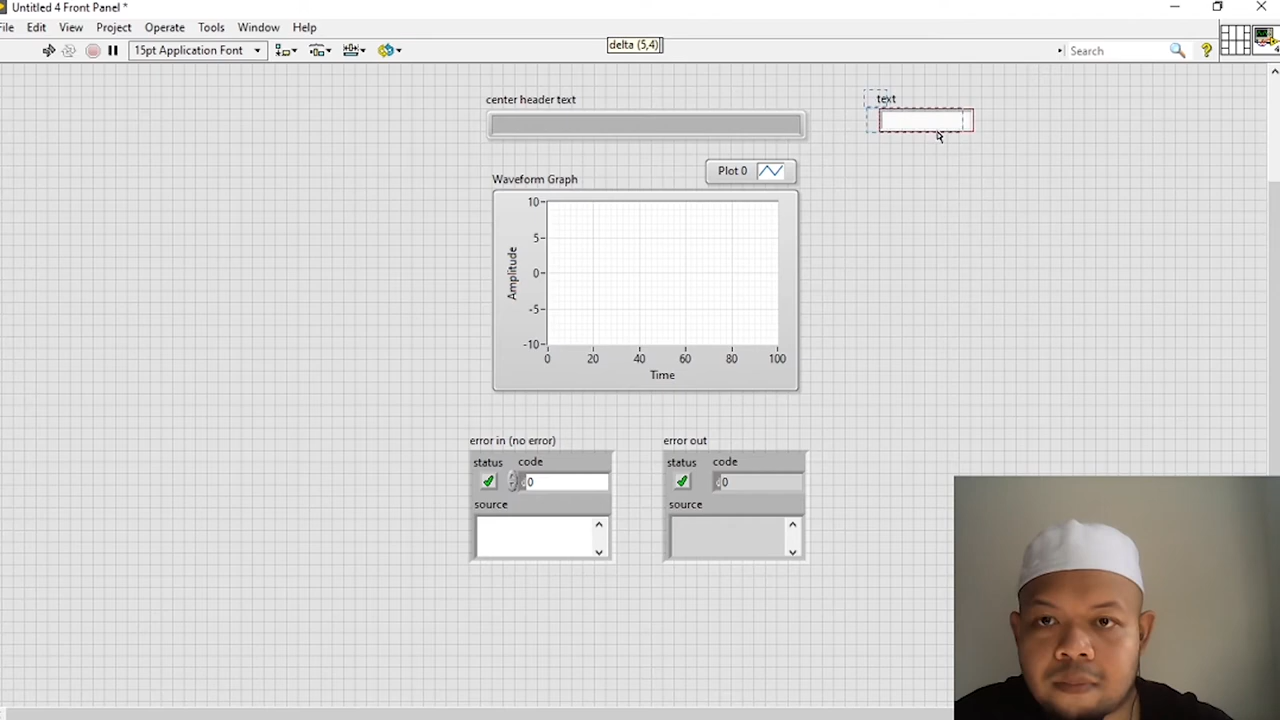 Untitled 4 Front Panel *
File Edit View Project Operate Tools Window Help
15pt Application Font
delta (5,4)
Search
?
center header text
text
Waveform Graph
Plot 0
10
5
0
-5
-10
Amplitude
0 20 40 60 80 100
Time
error in (no error)
status code
0
source
error out
status code
0
source